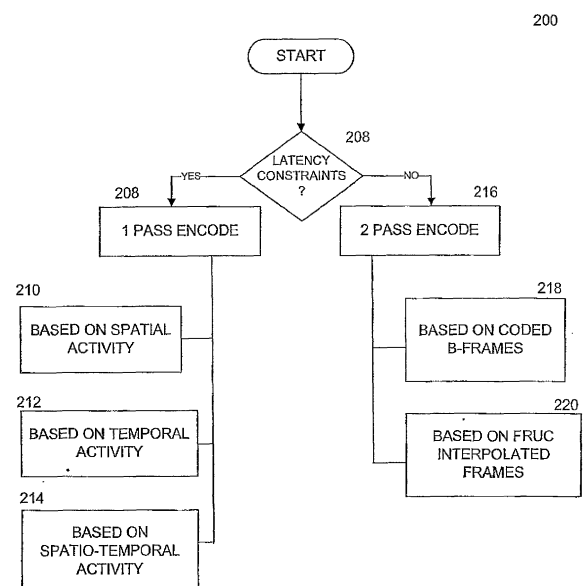 200
START
208
LATENCY
CONSTRAINTS
?
YES
NO
208
216
1 PASS ENCODE
2 PASS ENCODE
210
BASED ON SPATIAL
ACTIVITY
218
BASED ON CODED
B-FRAMES
212
BASED ON TEMPORAL
ACTIVITY
220
BASED ON FRUC
INTERPOLATED
FRAMES
214
BASED ON
SPATIO-TEMPORAL
ACTIVITY